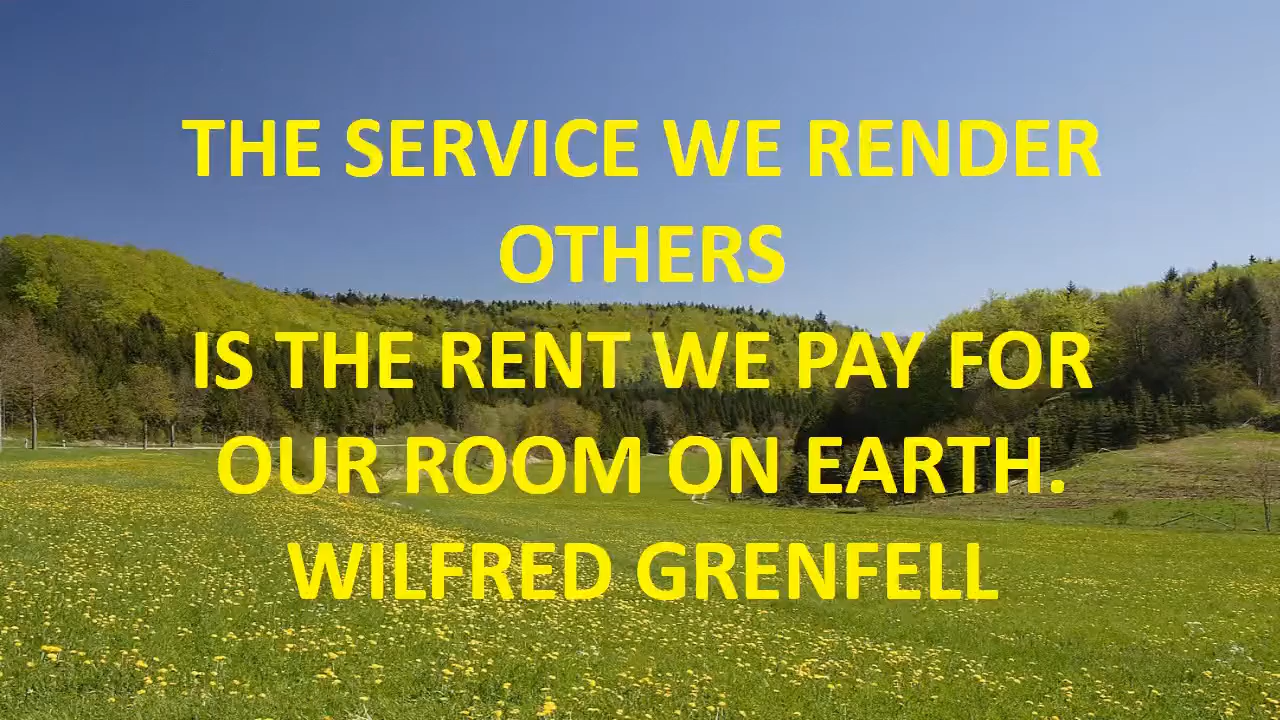 THE SERVICE WE RENDER
OTHERS
IS THE RENT WE PAY FOR
OUR ROOM ON EARTH.
WILFRED GRENFELL